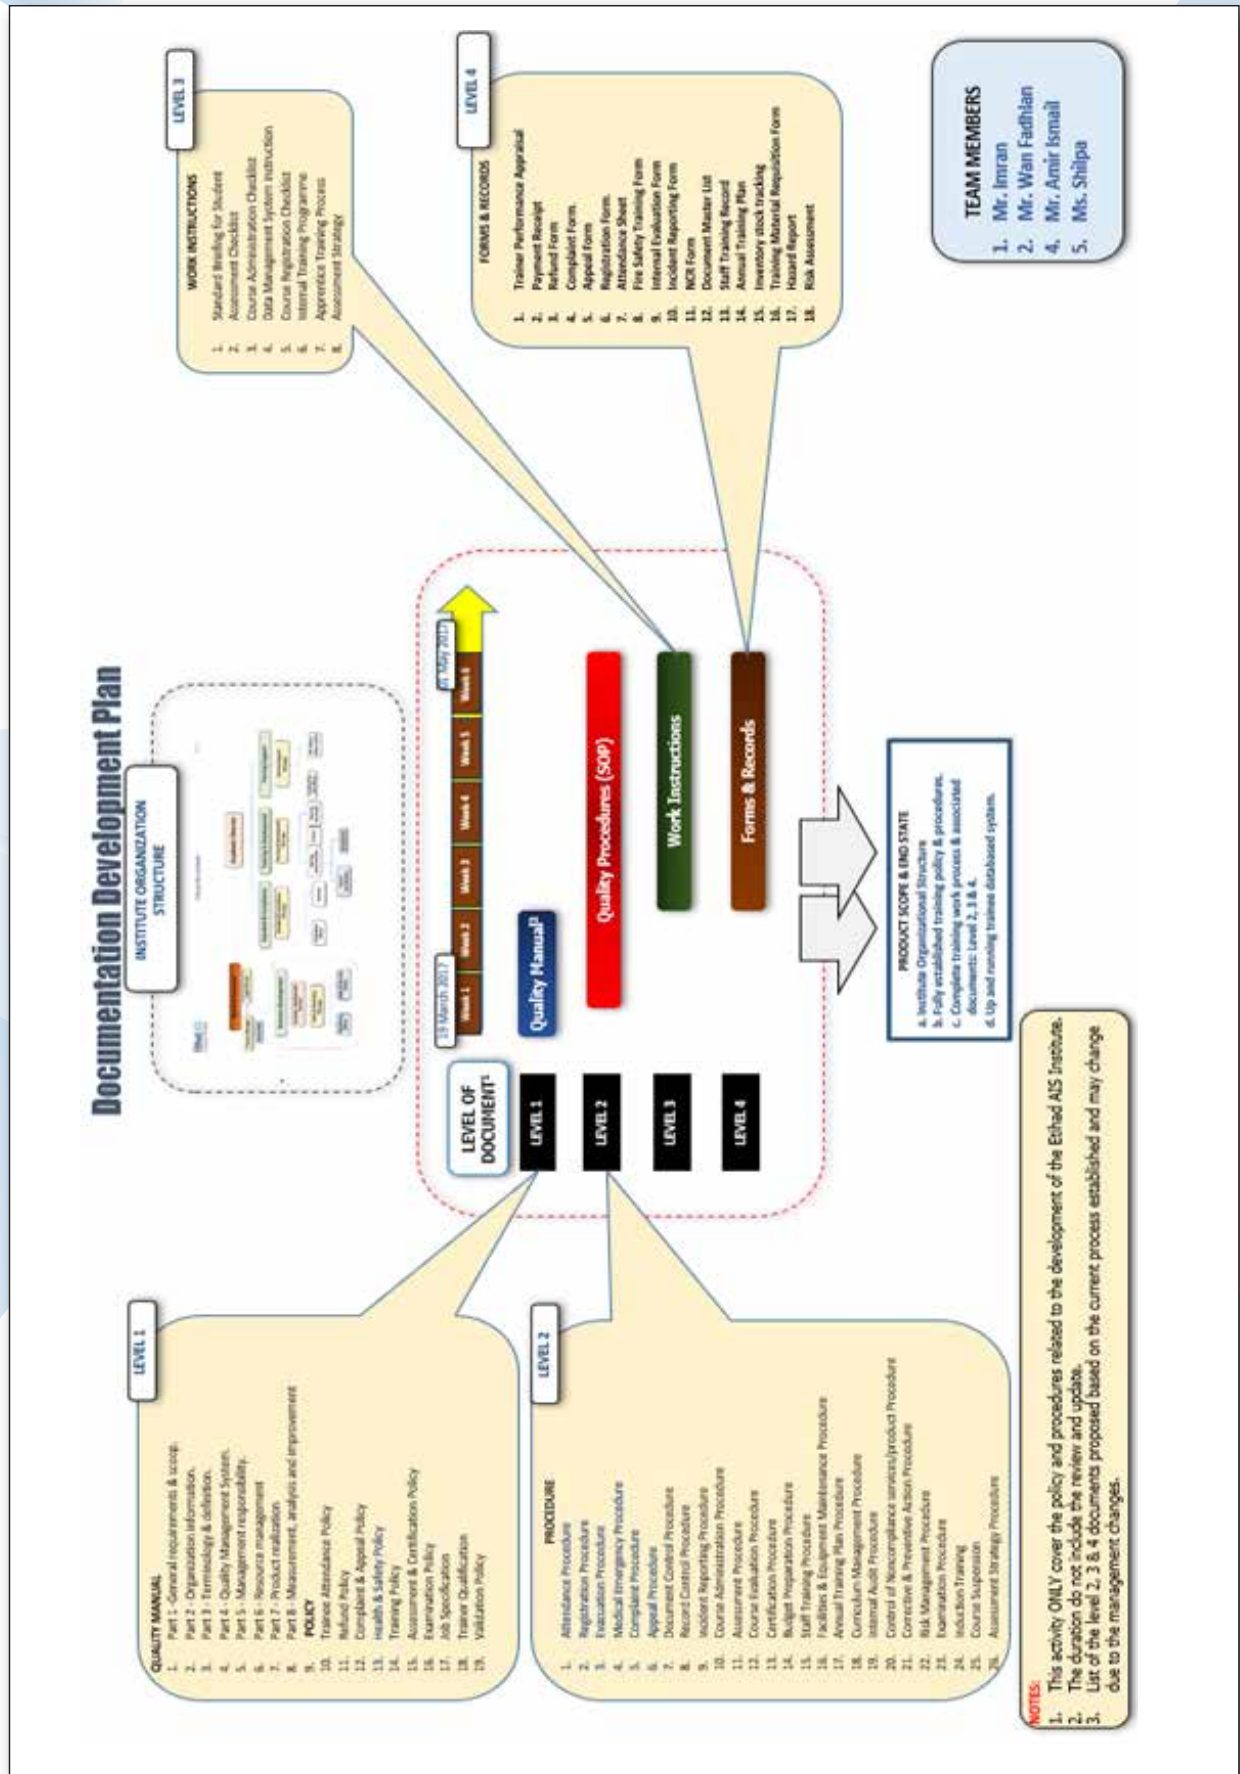 Documentation Development Plan
INSTITUTE ORGANIZATION
STRUCTURE
LEVEL 1
QUALITY MANUAL
1. Part 1 -General requirements & scoop.
2. Part 2 - Organization information.
3. Part 3 - Terminology & definition.
4. Part 4 - Quality Management System.
5. Part 5 - Management responsibility.
6. Part 6 - Resource management
7. Part 7 - Product realization
8. Part 8 - Measurement, analysis and improvement
9. POLICY
10. Trainee Attendance Policy
11. Refund Policy
12. Complaint & Appeal Policy
13. Health & Safety Policy
14. Training Policy
15. Assessment & Certification Policy
16. Examination Policy
17. Job Specification
18. Trainer Qualification
19. Validation Policy
LEVEL 2
PROCEDURE
1. Attendance Procedure
2. Registration Procedure
3. Evacuation Procedure
4. Medical Emergency Procedure
5. Complaint Procedure
6. Appeal Procedure
7. Document Control Procedure
8. Record Control Procedure
9. Incident Reporting Procedure
10. Course Administration Procedure
11. Assessment Procedure
12. Course Evaluation Procedure
13. Certification Procedure
14. Budget Preparation Procedure
15. Staff Training Procedure
16. Facilities & Equipment Maintenance Procedure
17. Annual Training Plan Procedure
18. Curriculum Management Procedure
19. Internal Audit Procedure
20. Control of Noncompliance services/product Procedure
21. Corrective & Preventive Action Procedure
22. Risk Management Procedure
23. Examination Procedure
24. Induction Training
25. Course Suspension
26. Assessment Strategy Procedure
LEVEL OF
DOCUMENT¹
19 March 2017
May 2017
Week 1
Week 2
Week 3
Week 4
Week 5
Week 6
LEVEL 1
Quality Manual²
LEVEL 2
Quality Procedures (SOP)
LEVEL 3
Work Instructions
LEVEL 4
Forms & Records
LEVEL 3
WORK INSTRUCTIONS
1. Standard Briefing for Student
2. Assessment Checklist
3. Course Administration Checklist
4. Data Management System instruction
5. Course Registration Checklist
6. Internal Training Programme
7. Apprentice Training Process
8. Assessment Strategy
LEVEL 4
FORMS & RECORDS
1. Trainer Performance Appraisal
2. Payment Receipt
3. Refund Form
4. Complaint Form.
5. Appeal Form
6. Registration Form.
7. Attendance Sheet
8. Fire Safety Training Form
9. Internal Evaluation Form
10. Incident Reporting Form
11. NCR Form
12. Document Master List
13. Staff Training Record
14. Annual Training Plan
15. Inventory stock tracking
16. Training Material Requisition Form
17. Hazard Report
18. Risk Assessment
PRODUCT SCOPE & END STATE
a. Institute Organizational Structure
b. Fully established training policy & procedures.
c. Complete training work process & associated
documents: Level 2, 3 & 4.
d. Up and running trainee databased system.
TEAM MEMBERS
1. Mr. Imran
2. Mr. Wan Fadhlan
4. Mr. Amir Ismail
5. Ms. Shilpa
NOTES:
1. This activity ONLY cover the policy and procedures related to the development of the Etihad AIS Institute.
2. The duration do not include the review and update.
3. List of the level 2, 3 & 4 documents proposed based on the current process established and may change
due to the management changes.